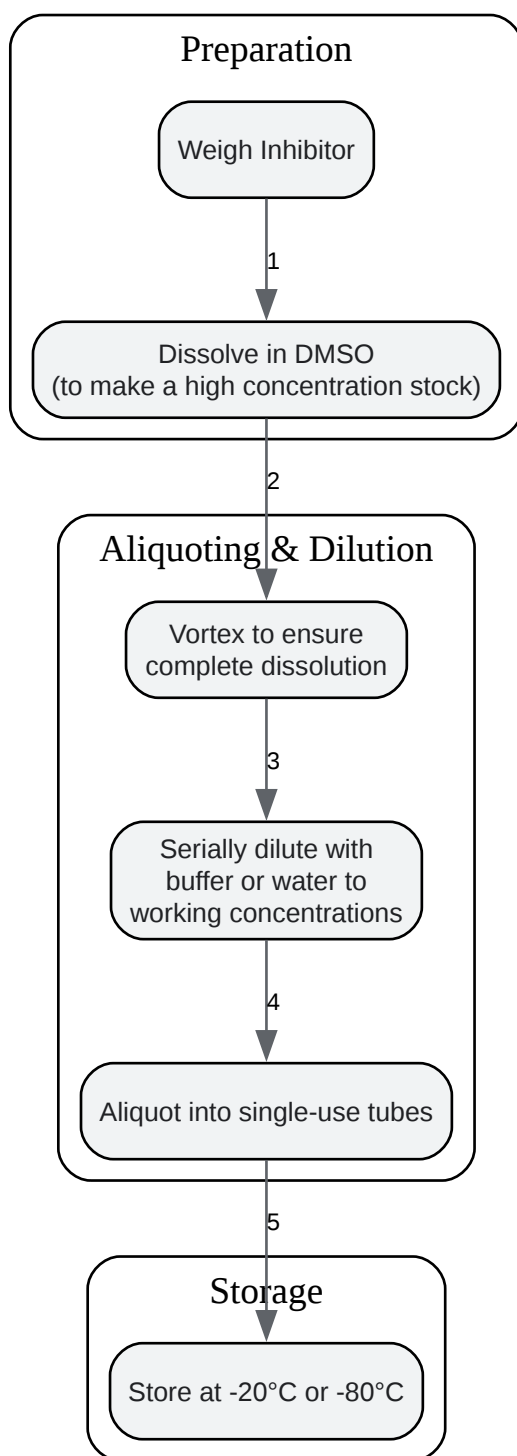 Preparation
Weigh Inhibitor
1
Dissolve in DMSO
(to make a high concentration stock)
2
Aliquoting & Dilution
Vortex to ensure
complete dissolution
3
Serially dilute with
buffer or water to
working concentrations
4
Aliquot into single-use tubes
5
Storage
Store at -20°C or -80°C